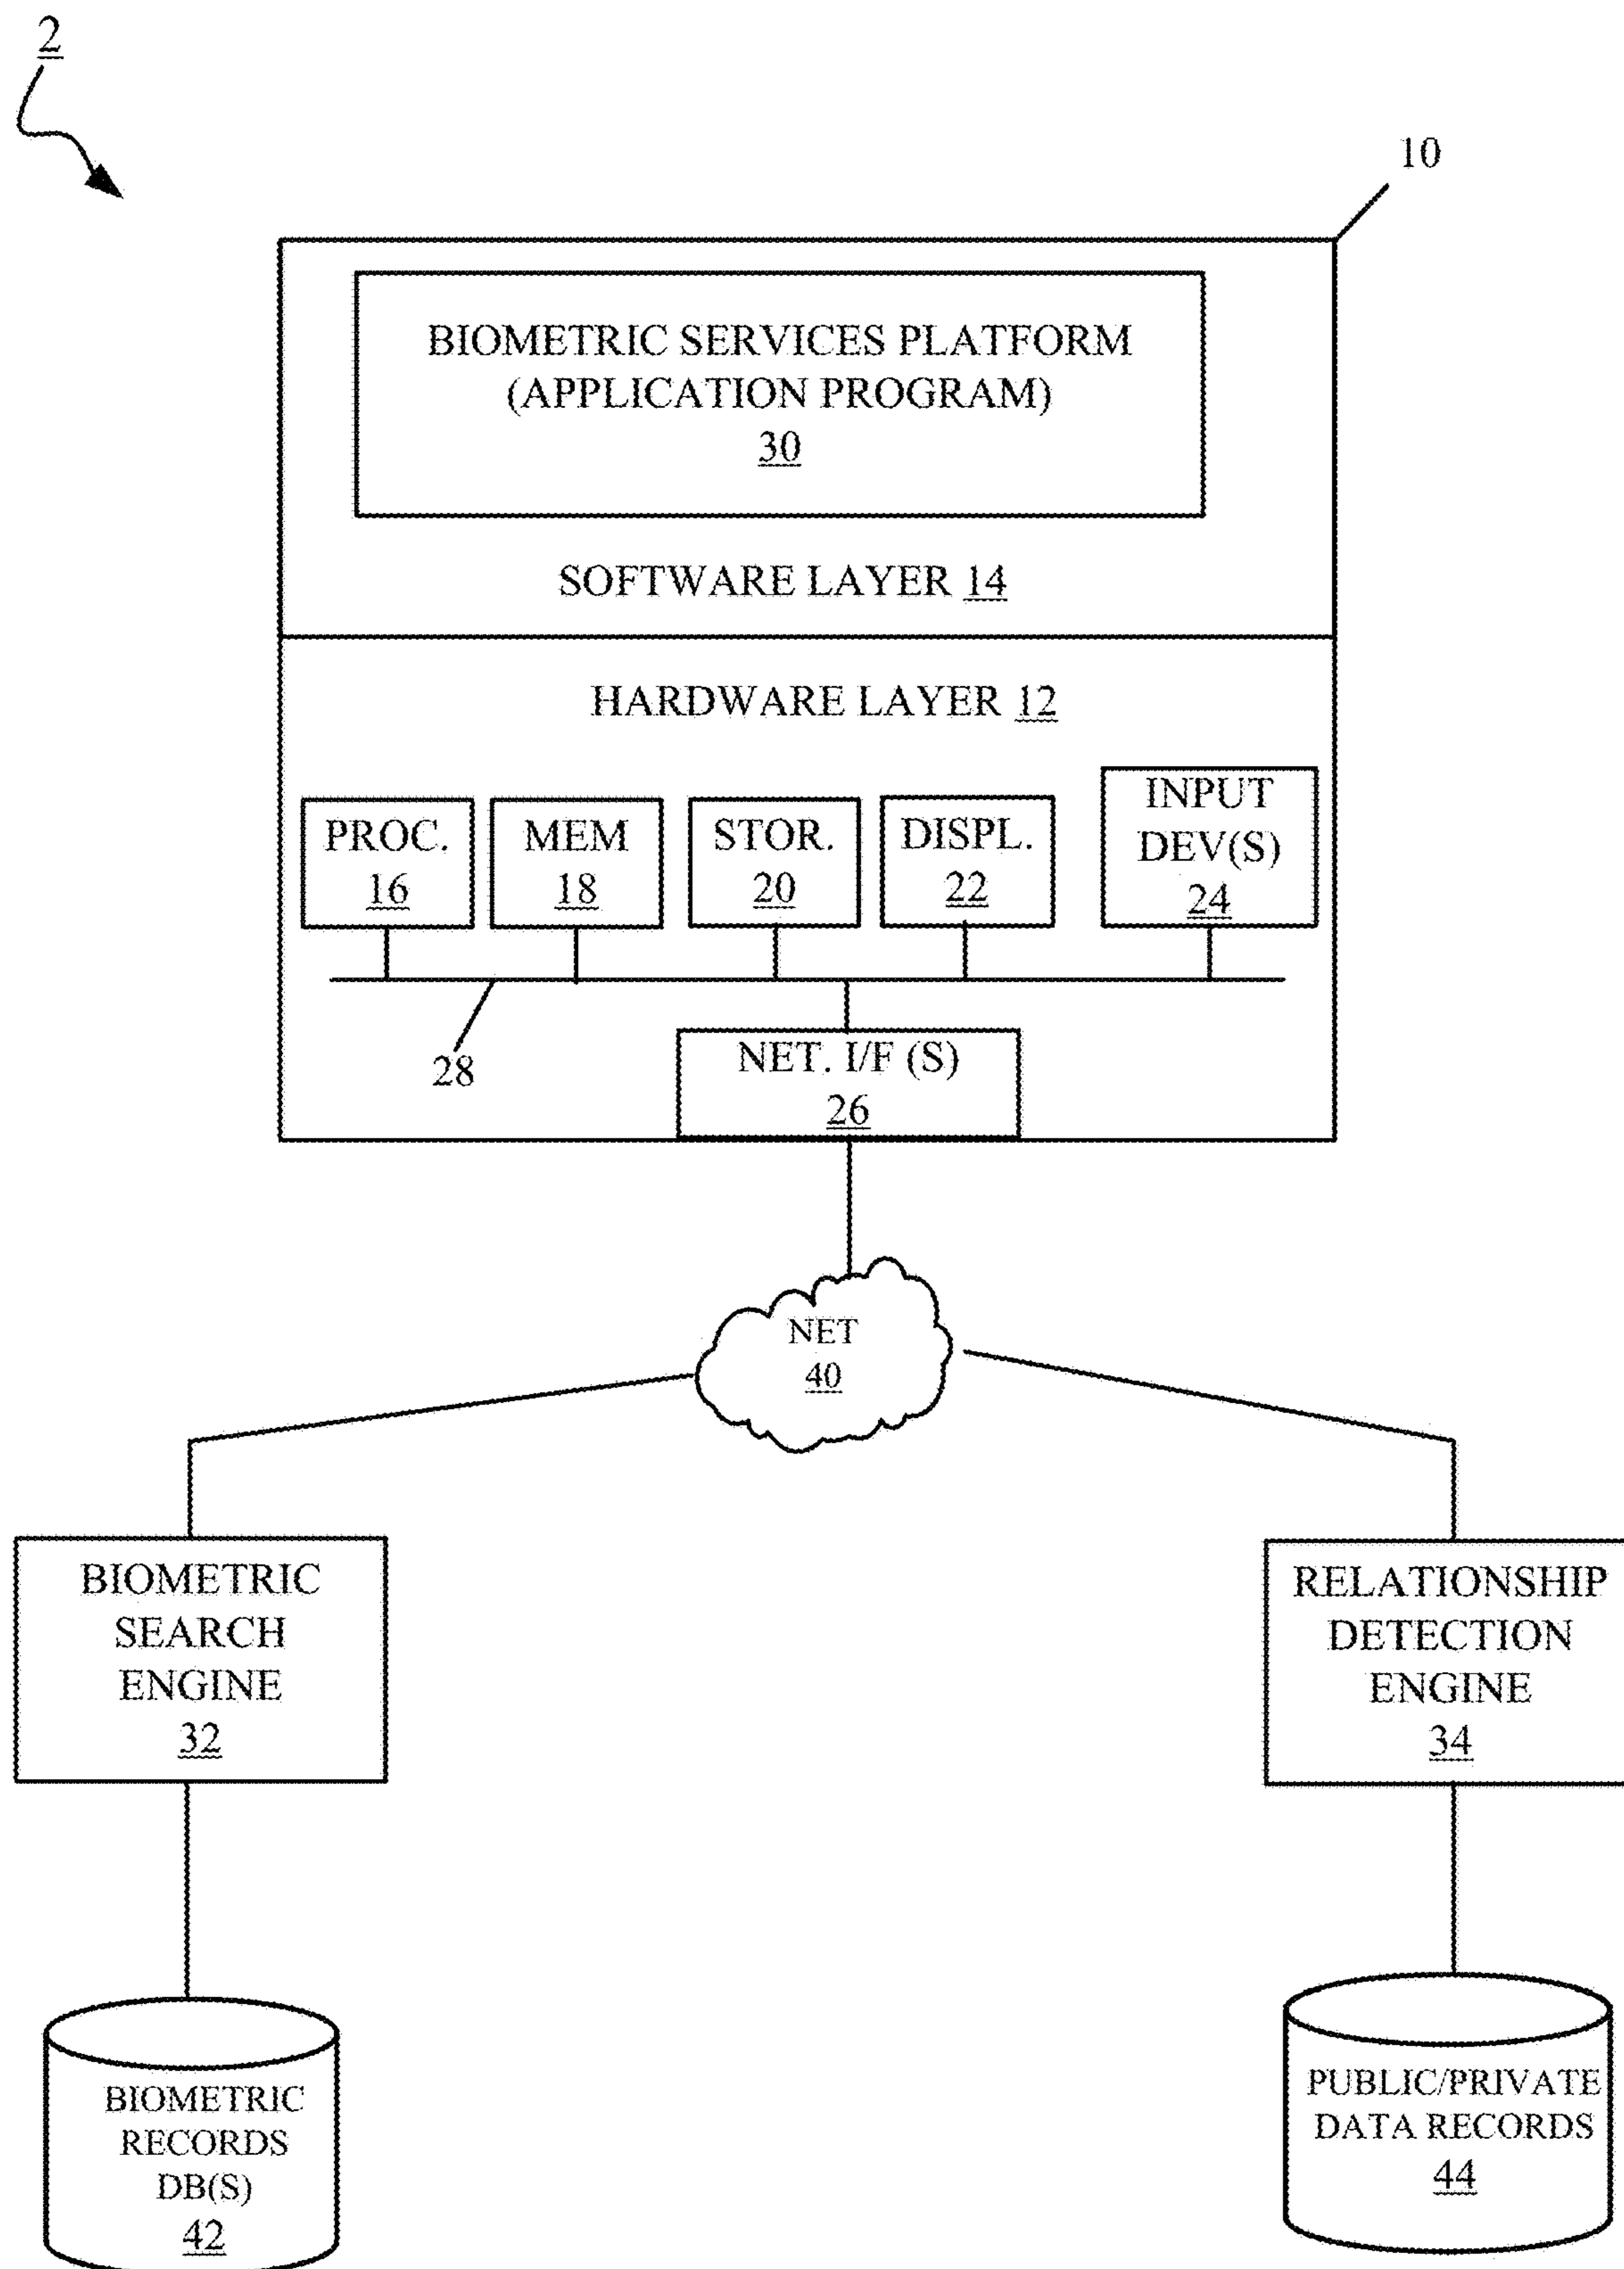 2
10
BIOMETRIC SERVICES PLATFORM
(APPLICATION PROGRAM)
30
SOFTWARE LAYER 14
HARDWARE LAYER 12
PROC.
16
MEM
18
STOR.
20
DISPL.
22
INPUT
DEV(S)
24
28
NET. I/F (S)
26
NET
40
BIOMETRIC
SEARCH
ENGINE
32
RELATIONSHIP
DETECTION
ENGINE
34
BIOMETRIC
RECORDS
DB(S)
42
PUBLIC/PRIVATE
DATA RECORDS
44